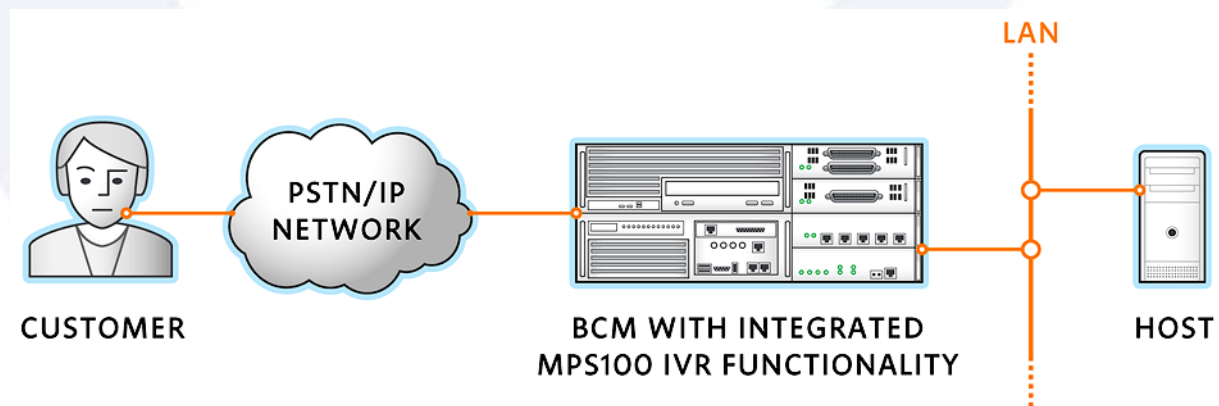 LAN
PSTN/IP
NETWORK
CUSTOMER
BCM WITH INTEGRATED
MPS100 IVR FUNCTIONALITY
HOST